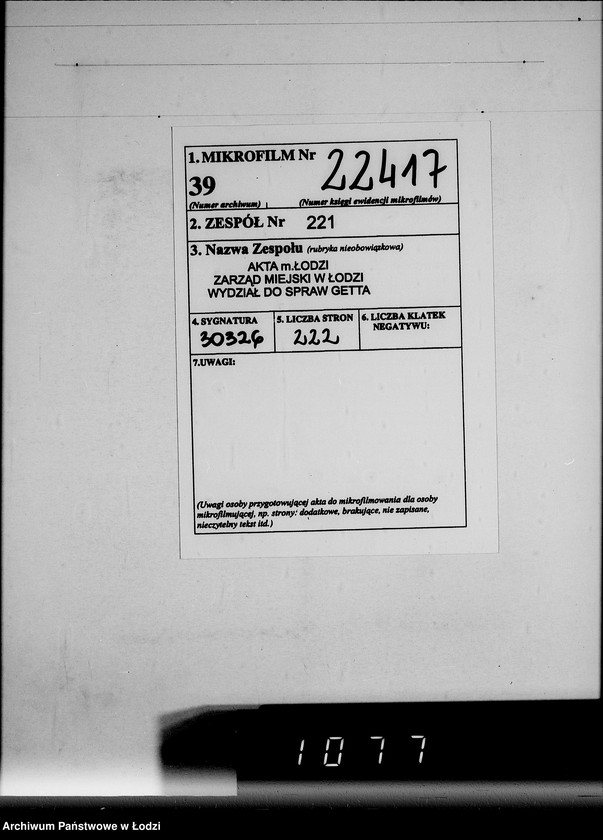 1. MIKROFILM Nr 22417
39
(Numer archiwum) (Numer księgi ewidencji mikrofilmów)
2. ZESPÓŁ Nr 221
3. Nazwa Zespołu (rubryka nieobowiązkowa)
AKTA m.ŁODZI
ZARZĄD MIEJSKI W ŁODZI
WYDZIAŁ DO SPRAW GETTA
4. SYGNATURA 5. LICZBA STRON 6. LICZBA KLATEK
NEGATYWU:
30326 222
7.UWAGI:
(Uwagi osoby przygotowującej akta do mikrofilmowania dla osoby
mikrofilmującej, np. strony: dodatkowe, brakujące, nie zapisane,
nieczytelny tekst itd.)
1077
Archiwum Państwowe w Łodzi